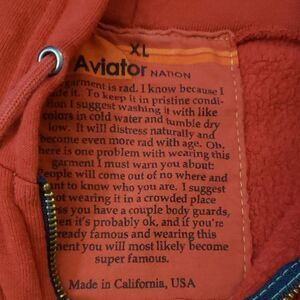 XL
Aviator NATION
garment is rad. I know because I
it. To keep it in pristine condi-
I suggest washing it with like
colors in cold water and tumble dry
low. It will distress naturally and
become even more rad with age. Oh,
there is one problem with wearing this
garment I must warn you about:
people will come out of no where and
to know who you are. I suggest
not wearing it in a crowded place
you have a couple body guards,
then it's probably ok, and if you're
already famous and wearing this
you will most likely become
super famous.
Made in California, USA